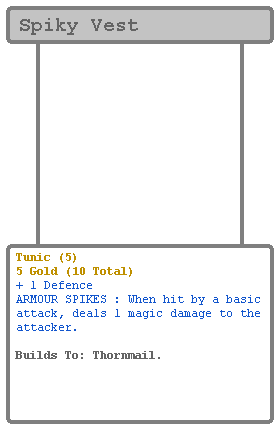 Spiky Vest
Tunic (5)
5 Gold (10 Total)
+ 1 Defence
ARMOUR SPIKES : When hit by a basic
attack, deals 1 magic damage to the
attacker.
Builds To: Thornmail.